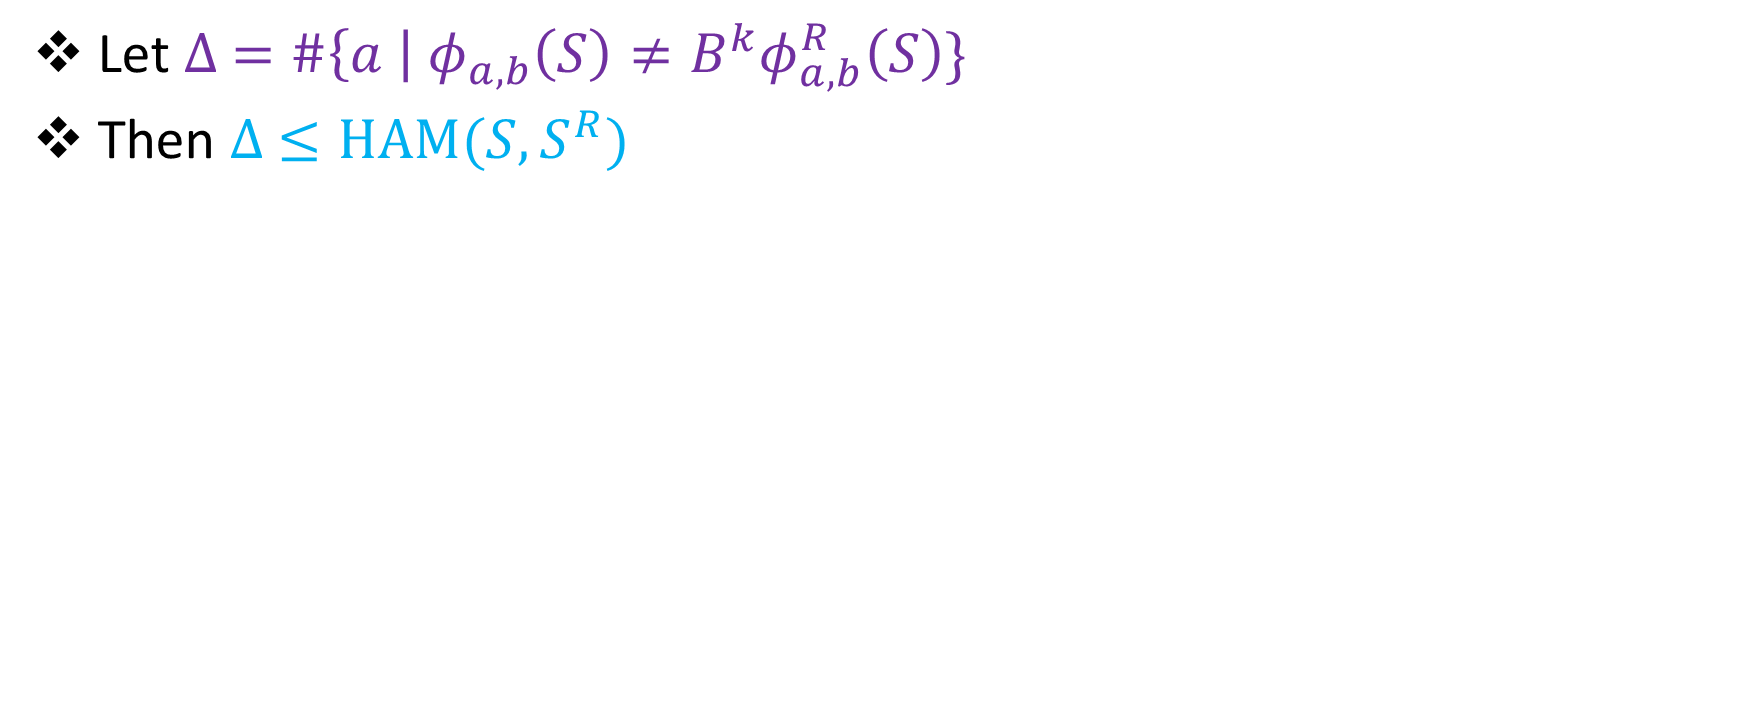 ❖ Let Δ = #{a | ϕ_{a,b}(S) ≠ B^k ϕ^R_{a,b}(S)}
❖ Then Δ ≤ HAM(S, S^R)